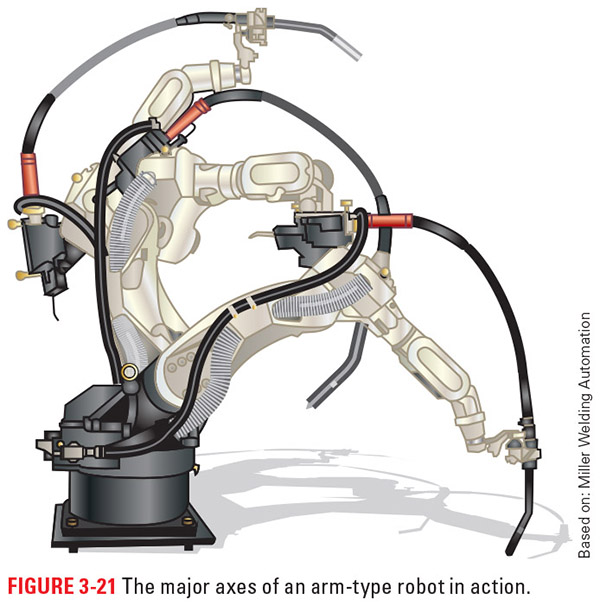 Based on: Miller Welding Automation
FIGURE 3-21 The major axes of an arm-type robot in action.